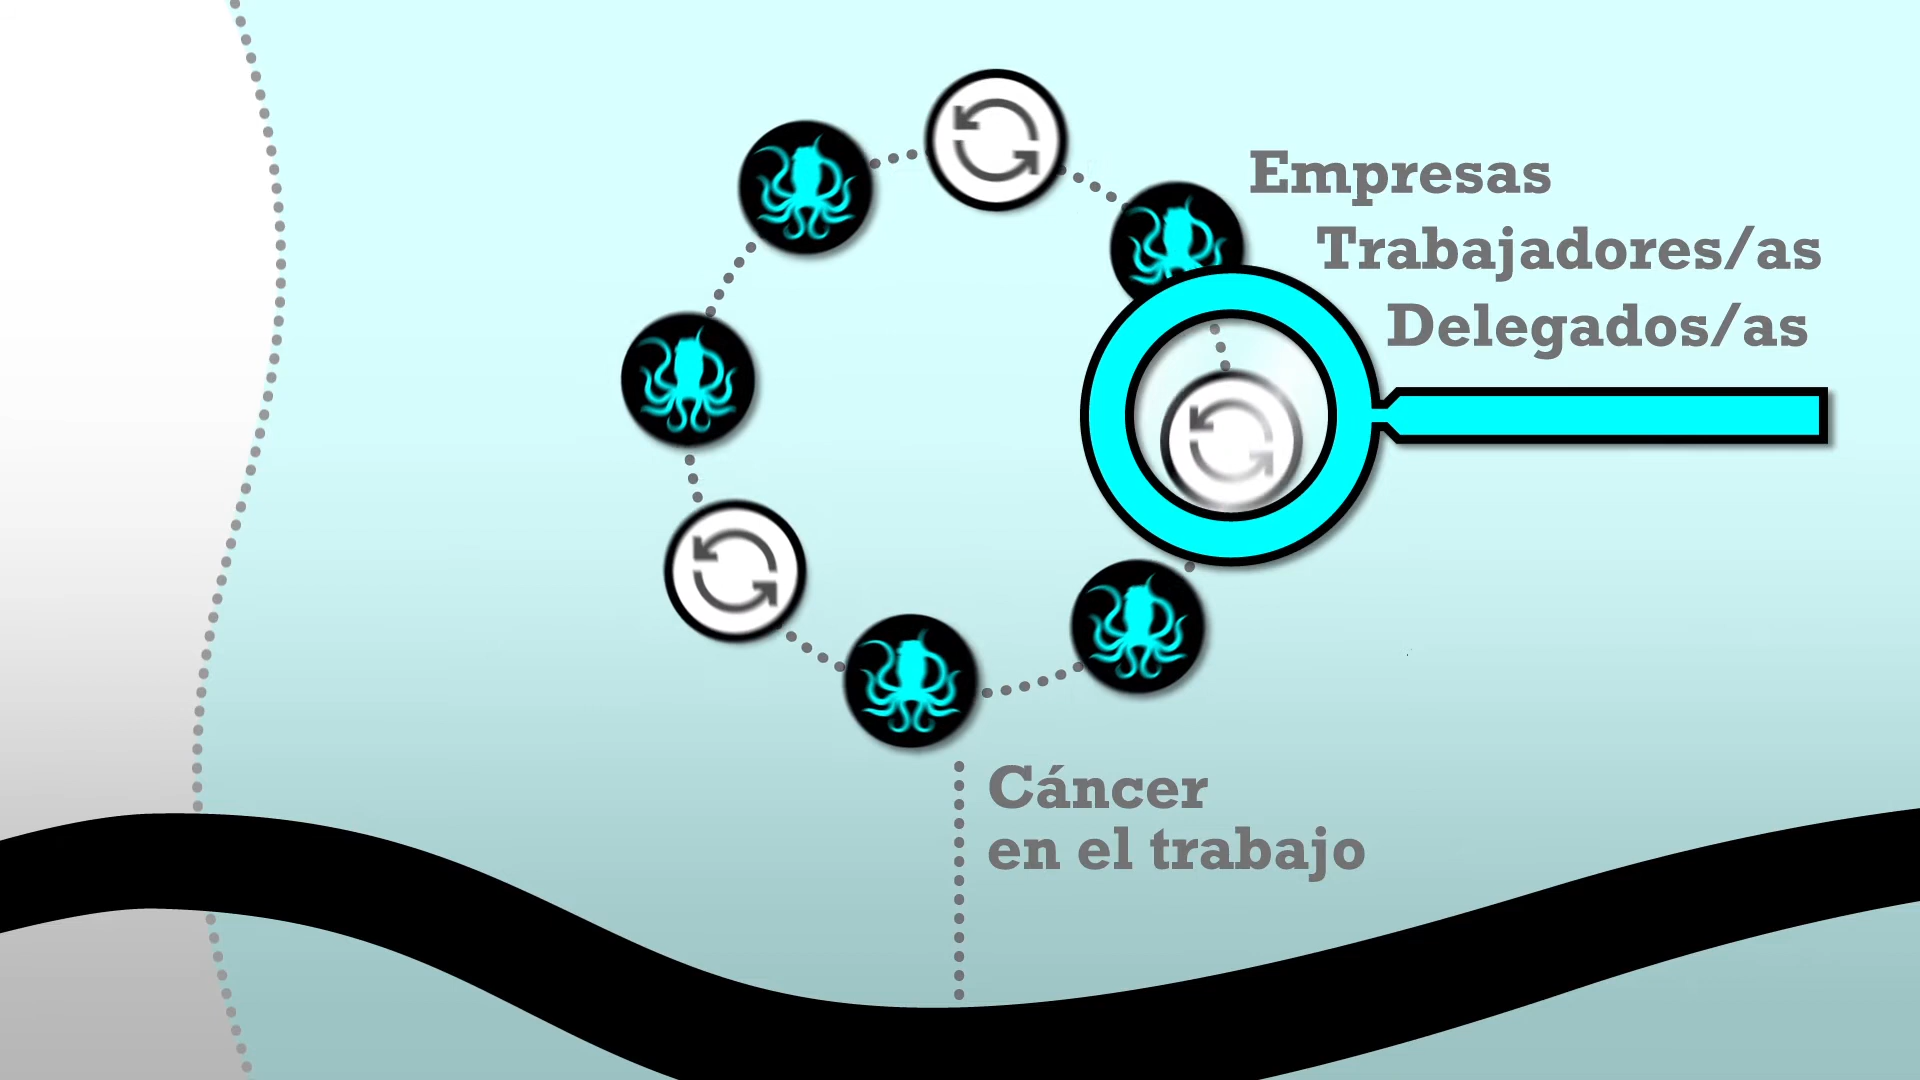 Empresas
Trabajadores/as
Delegados/as
Cáncer
en el trabajo